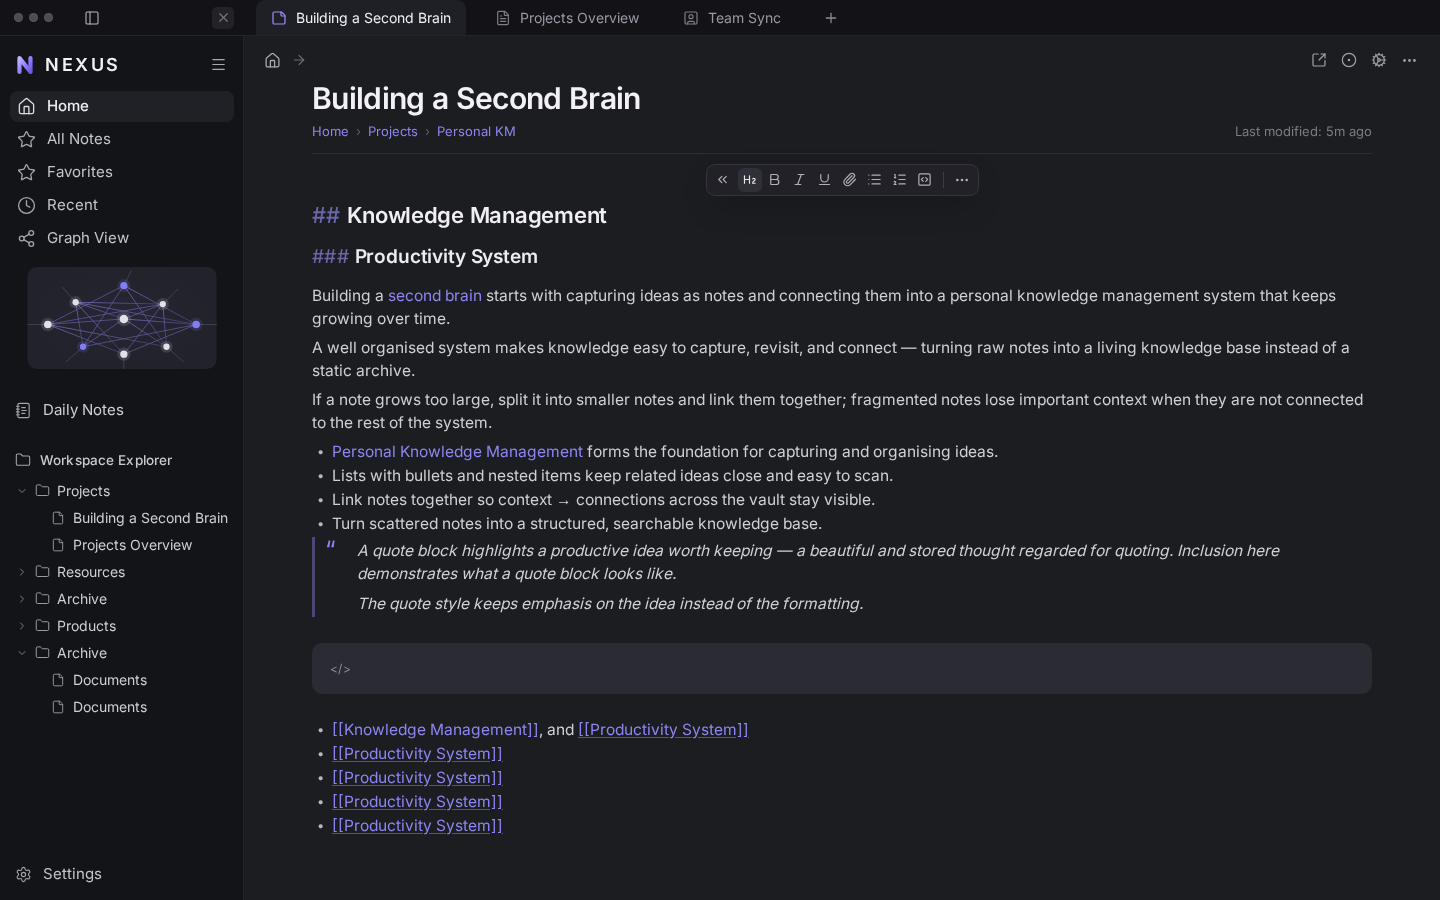 Building a Second Brain
Projects Overview
Team Sync
NEXUS
Home
All Notes
Favorites
Recent
Graph View
Daily Notes
Workspace Explorer
Projects
Building a Second Brain
Projects Overview
Resources
Archive
Products
Archive
Documents
Documents
Settings
Building a Second Brain
Home › Projects › Personal KM
Last modified: 5m ago
H₂ B I U
## Knowledge Management
### Productivity System
Building a second brain starts with capturing ideas as notes and connecting them into a personal knowledge management system that keeps
growing over time.
A well organised system makes knowledge easy to capture, revisit, and connect — turning raw notes into a living knowledge base instead of a
static archive.
If a note grows too large, split it into smaller notes and link them together; fragmented notes lose important context when they are not connected
to the rest of the system.
• Personal Knowledge Management forms the foundation for capturing and organising ideas.
• Lists with bullets and nested items keep related ideas close and easy to scan.
• Link notes together so context → connections across the vault stay visible.
• Turn scattered notes into a structured, searchable knowledge base.
“ A quote block highlights a productive idea worth keeping — a beautiful and stored thought regarded for quoting. Inclusion here
demonstrates what a quote block looks like.
The quote style keeps emphasis on the idea instead of the formatting.
</>
• [[Knowledge Management]], and [[Productivity System]]
• [[Productivity System]]
• [[Productivity System]]
• [[Productivity System]]
• [[Productivity System]]